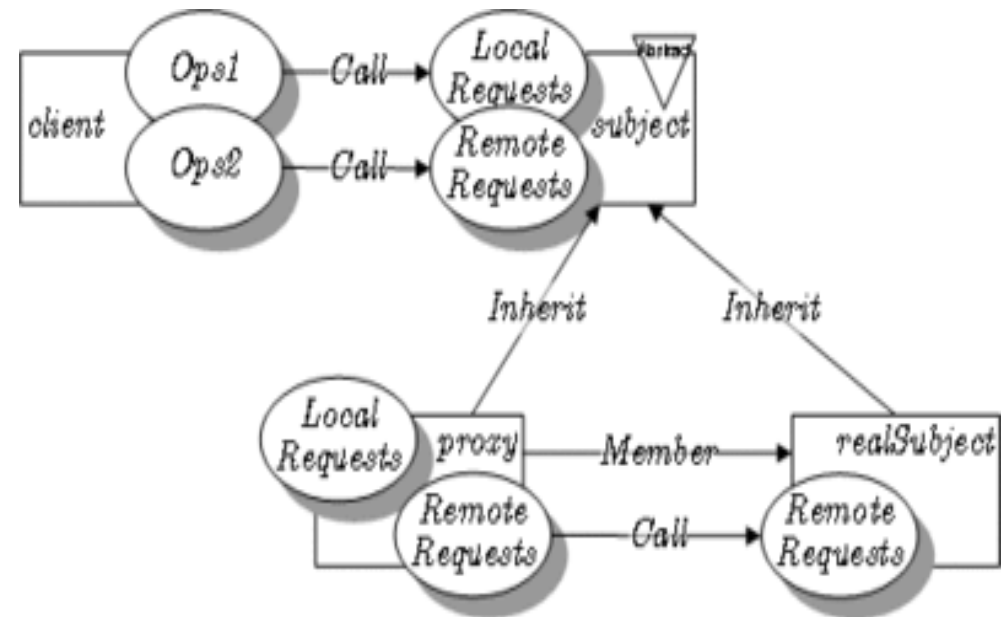 Ops1
Call
Local
Requests
Abstract
client
subject
Ops2
Call
Remote
Requests
Inherit
Inherit
Local
Requests
proxy
Member
realSubject
Remote
Requests
Call
Remote
Requests